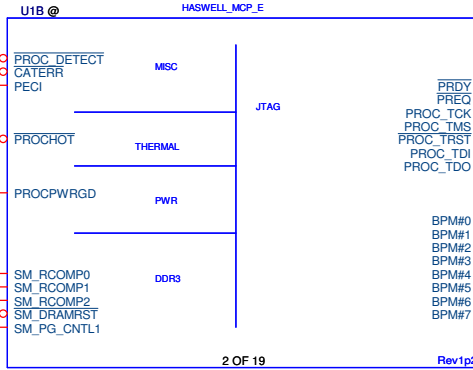 U1B @
HASWELL_MCP_E
PROC_DETECT
CATERR
PECI
MISC
JTAG
PRDY
PREQ
PROC_TCK
PROC_TMS
PROC_TRST
PROC_TDI
PROC_TDO
PROCHOT
THERMAL
PROCPWRGD
PWR
BPM#0
BPM#1
BPM#2
BPM#3
BPM#4
BPM#5
BPM#6
BPM#7
DDR3
SM_RCOMP0
SM_RCOMP1
SM_RCOMP2
SM_DRAMRST
SM_PG_CNTL1
2 OF 19
Rev1p2